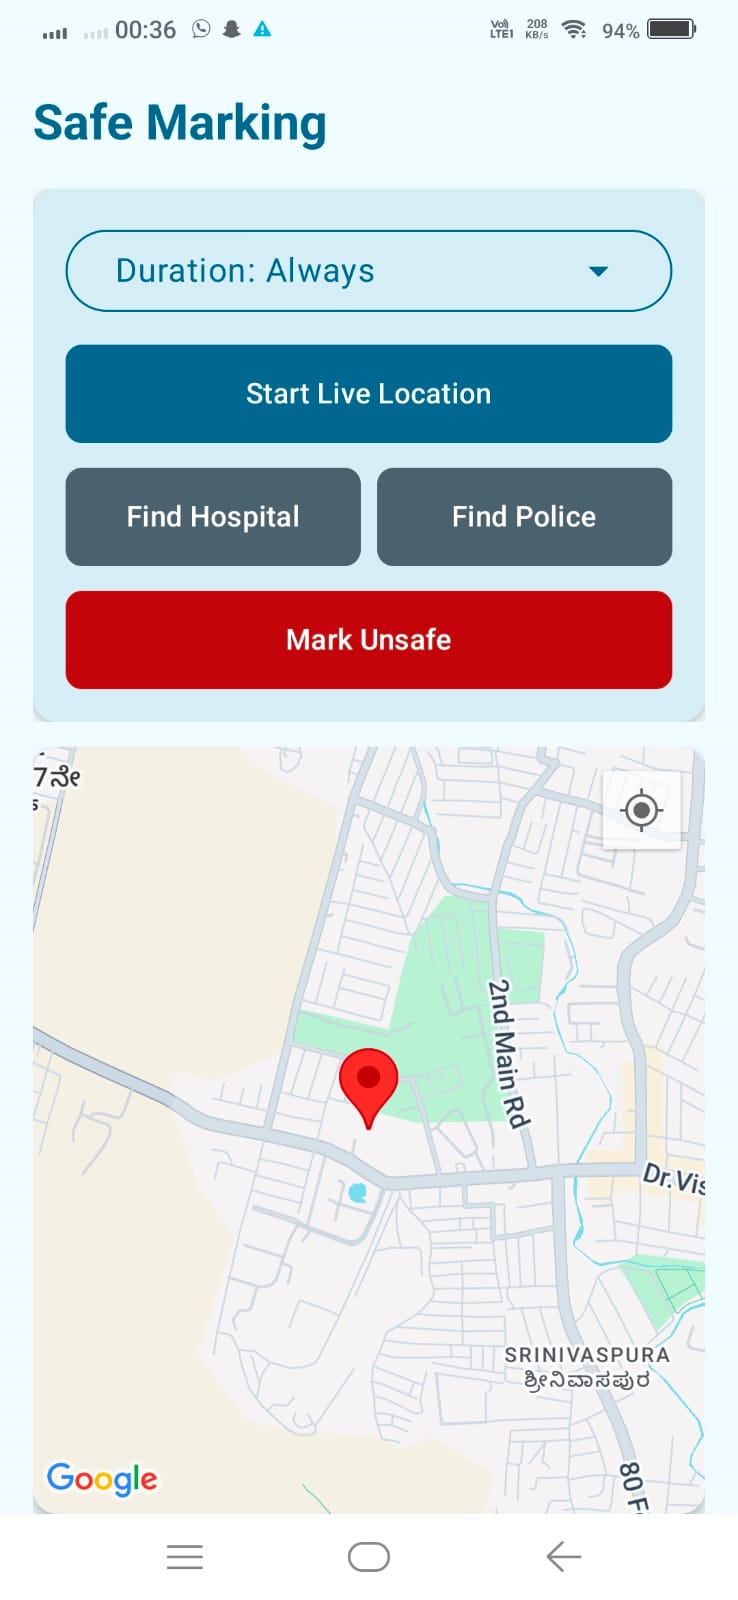 00:36
Vo) LTE1 208 KB/s 94%
Safe Marking
Duration: Always
Start Live Location
Find Hospital Find Police
Mark Unsafe
7ನೇ
2nd Main Rd
Dr.Vis
SRINIVASPURA
ಶ್ರೀನಿವಾಸಪುರ
80 F
Google